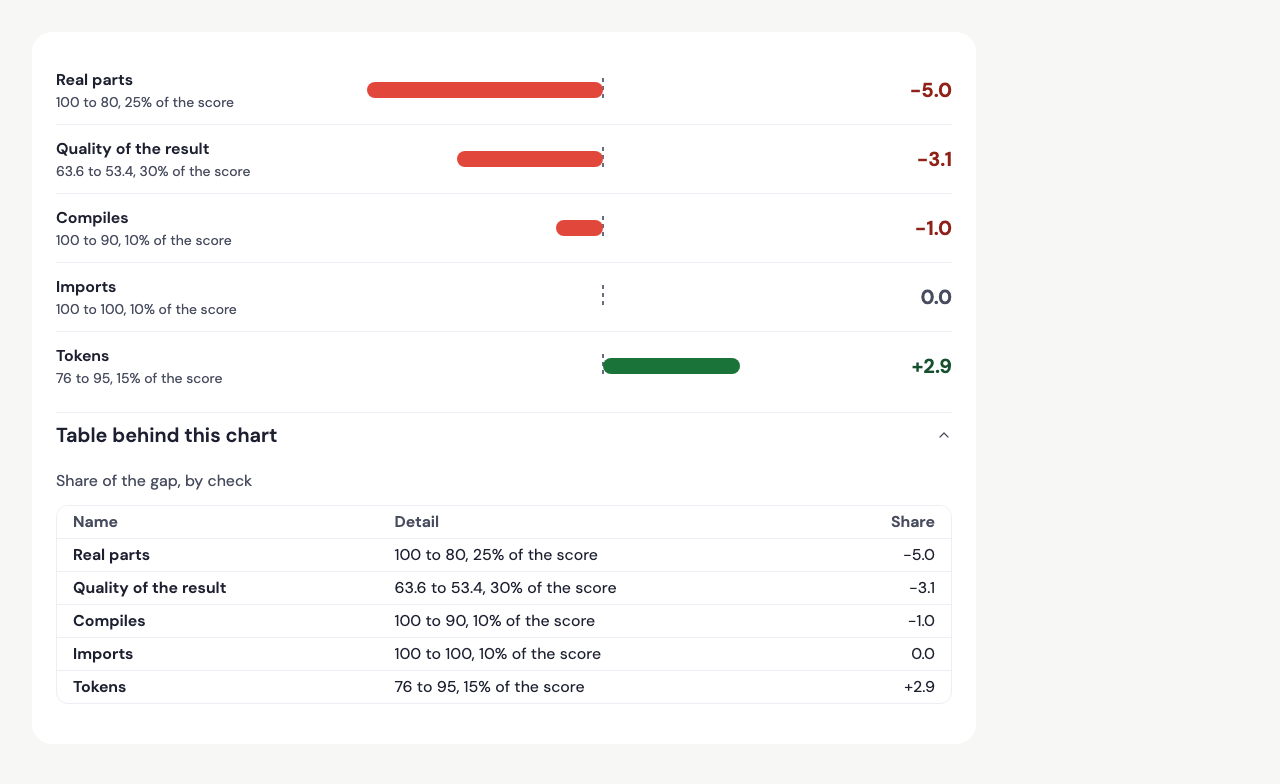 Real parts
100 to 80, 25% of the score
−5.0
Quality of the result
63.6 to 53.4, 30% of the score
−3.1
Compiles
100 to 90, 10% of the score
−1.0
Imports
100 to 100, 10% of the score
0.0
Tokens
76 to 95, 15% of the score
+2.9
Table behind this chart
Share of the gap, by check
Name Detail Share
Real parts 100 to 80, 25% of the score −5.0
Quality of the result 63.6 to 53.4, 30% of the score −3.1
Compiles 100 to 90, 10% of the score −1.0
Imports 100 to 100, 10% of the score 0.0
Tokens 76 to 95, 15% of the score +2.9